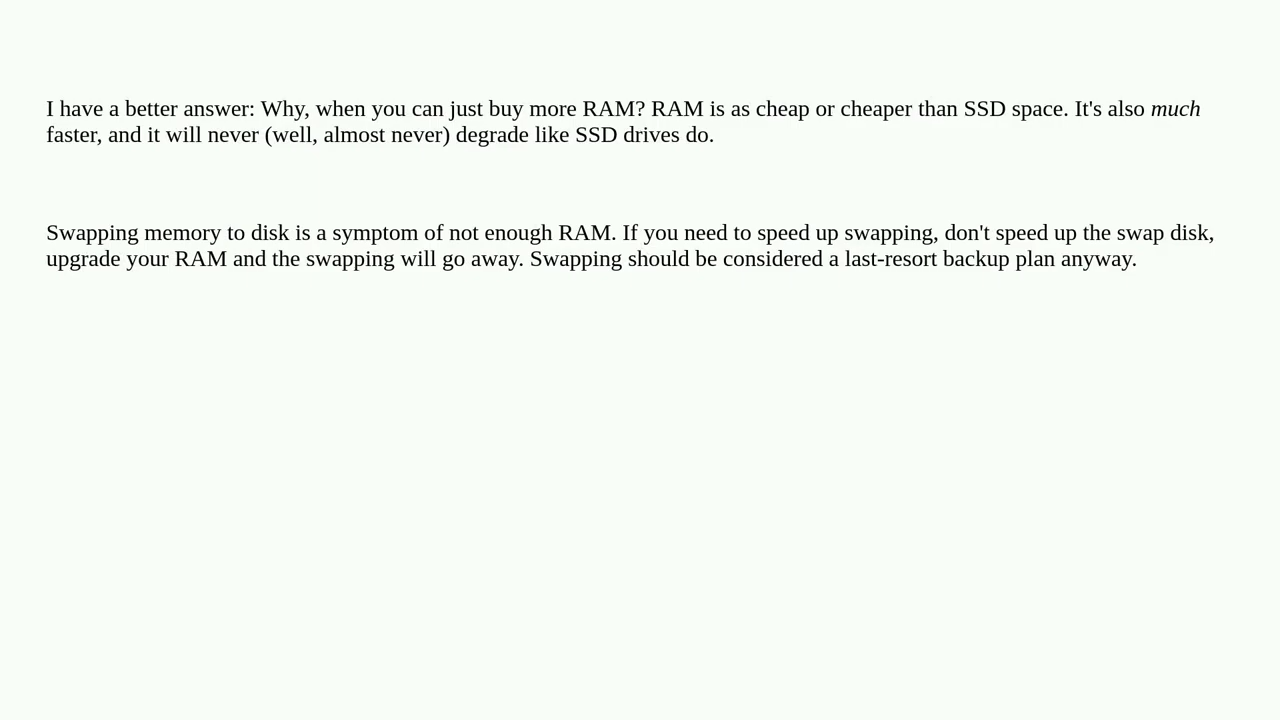 I have a better answer: Why, when you can just buy more RAM? RAM is as cheap or cheaper than SSD space. It's also much
faster, and it will never (well, almost never) degrade like SSD drives do.
Swapping memory to disk is a symptom of not enough RAM. If you need to speed up swapping, don't speed up the swap disk,
upgrade your RAM and the swapping will go away. Swapping should be considered a last-resort backup plan anyway.